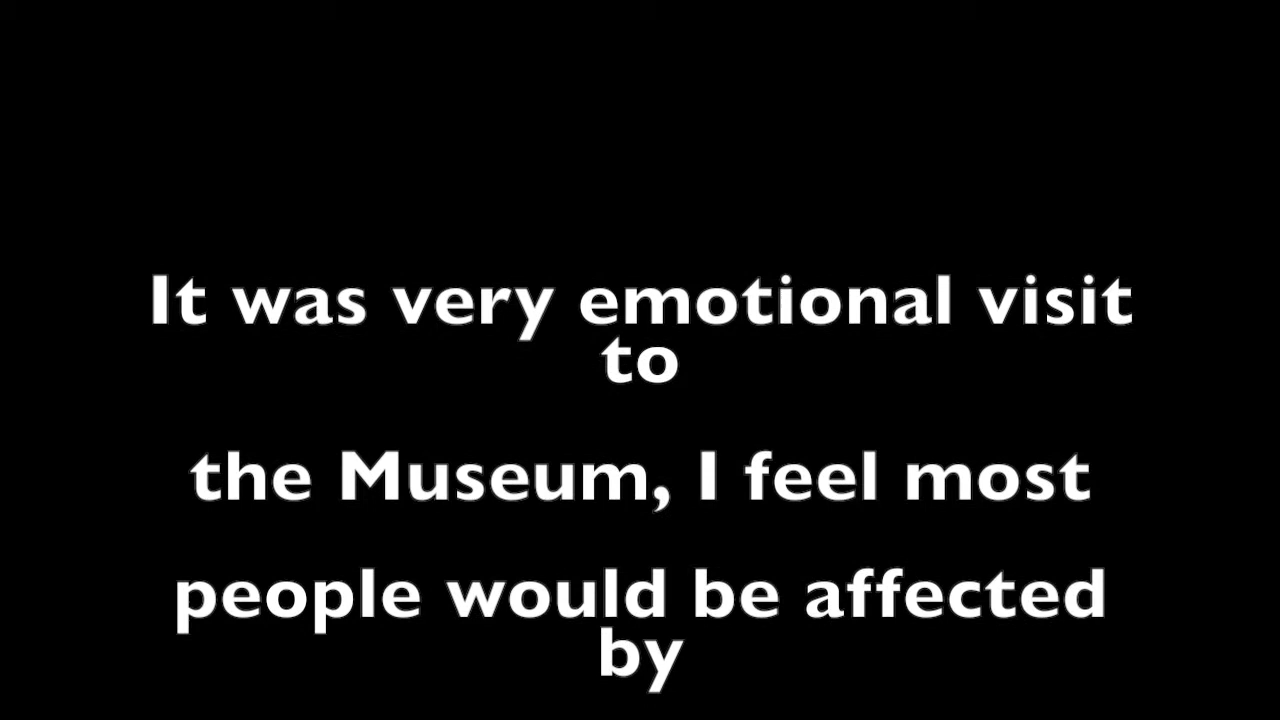 It was very emotional visit
to
the Museum, I feel most
people would be affected
by